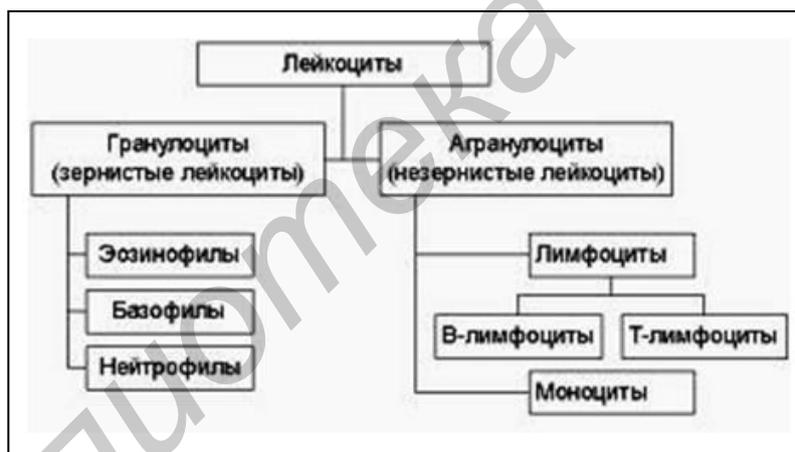 Лейкоциты
Гранулоциты
(зернистые лейкоциты)
Агранулоциты
(незернистые лейкоциты)
Эозинофилы
Базофилы
Нейтрофилы
Лимфоциты
В-лимфоциты
Т-лимфоциты
Моноциты